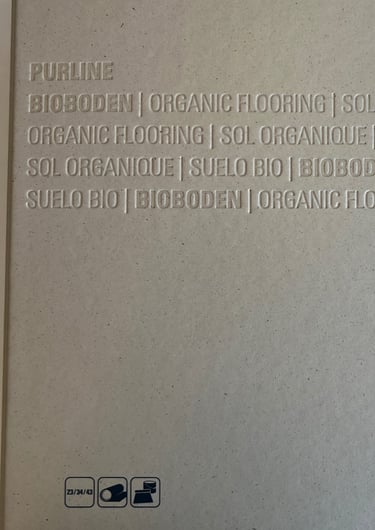 PURLINE
BIOBODEN | ORGANIC FLOORING | SOL
ORGANIC FLOORING | SOL ORGANIQUE |
SOL ORGANIQUE | SUELO BIO | BIOBOD
SUELO BIO | BIOBODEN | ORGANIC FLO
23/34/43